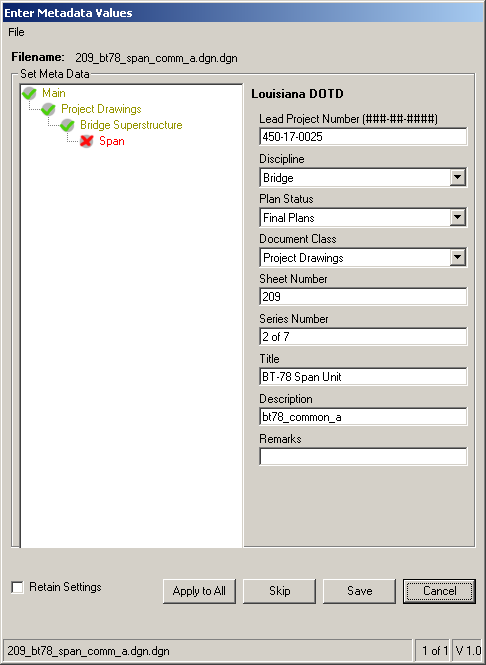 Enter Metadata Values
File
Filename: 209_bt78_span_comm_a.dgn.dgn
Set Meta Data
Main
Project Drawings
Bridge Superstructure
Span
Louisiana DOTD
Lead Project Number (###-##-####)
450-17-0025
Discipline
Bridge
Plan Status
Final Plans
Document Class
Project Drawings
Sheet Number
209
Series Number
2 of 7
Title
BT-78 Span Unit
Description
bt78_common_a
Remarks
Retain Settings
Apply to All
Skip
Save
Cancel
209_bt78_span_comm_a.dgn.dgn
1 of 1
V 1.0